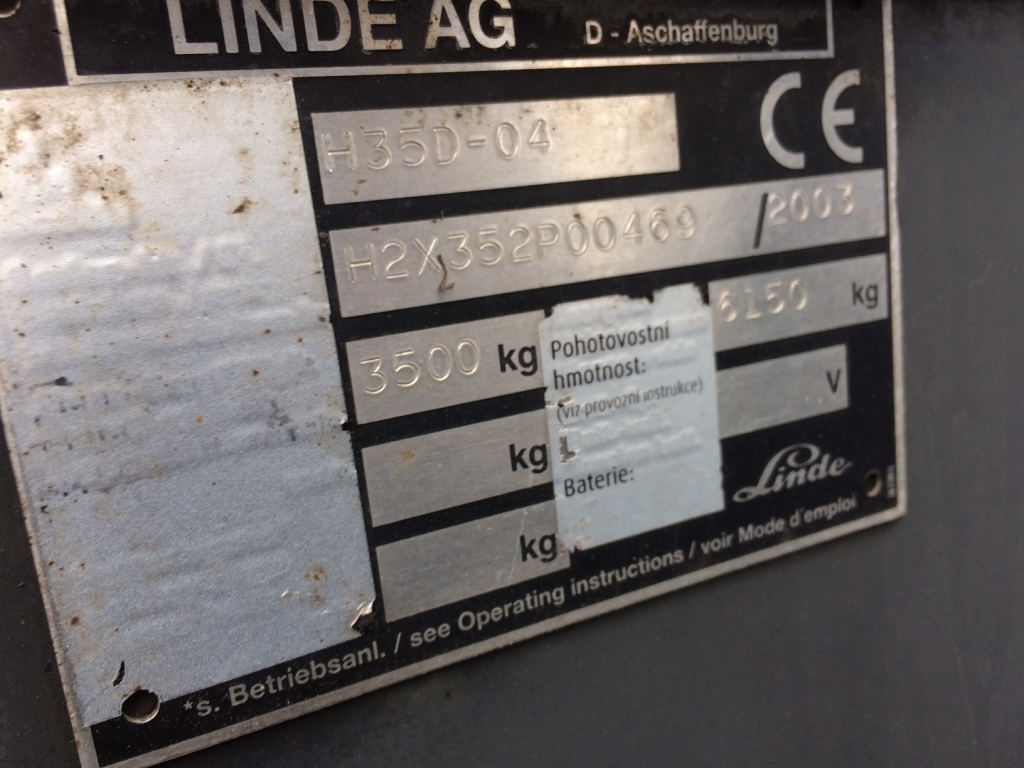 LINDE AG D - Aschaffenburg
H35D-04
CE
H2X352P00469 / 2003
3500 kg
6150 kg
Pohotovostní
hmotnost:
(viz provozní instrukce)
V
kg
Baterie:
Linde
kg
*s. Betriebsanl. / see Operating instructions / voir Mode d'emploi